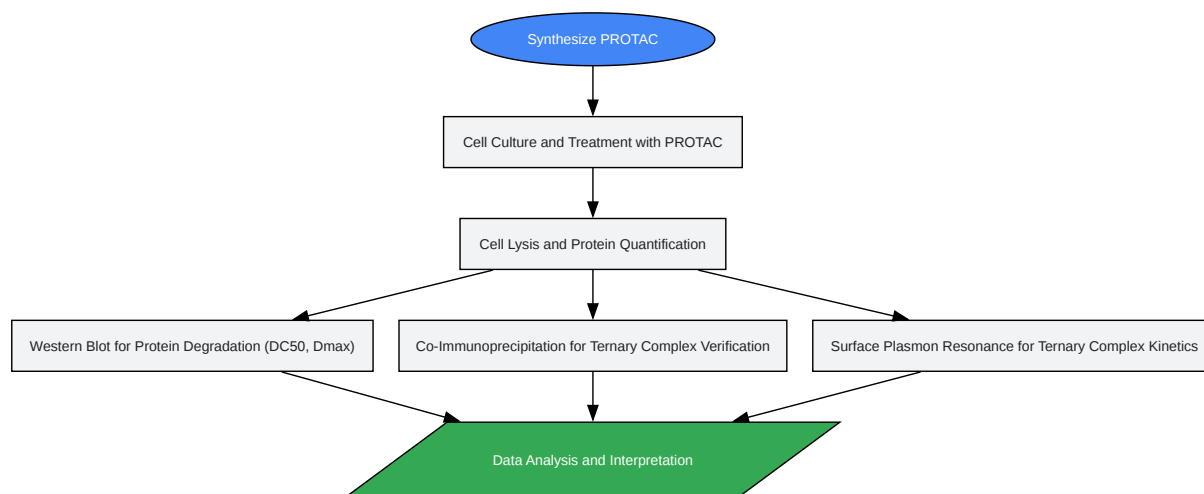 Synthesize PROTAC
Cell Culture and Treatment with PROTAC
Cell Lysis and Protein Quantification
Western Blot for Protein Degradation (DC50, Dmax)
Co-Immunoprecipitation for Ternary Complex Verification
Surface Plasmon Resonance for Ternary Complex Kinetics
Data Analysis and Interpretation